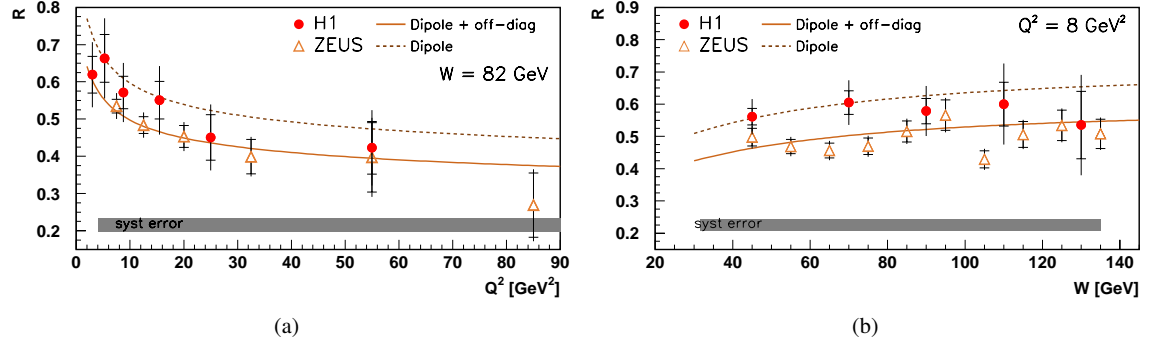 R
0.8
0.7
0.6
0.5
0.4
0.3
0.2
H1
ZEUS
Dipole + off-diag
Dipole
W = 82 GeV
syst error
0 10 20 30 40 50 60 70 80 90
Q² [GeV²]
(a)
R
0.9
0.8
0.7
0.6
0.5
0.4
0.3
0.2
H1
ZEUS
Dipole + off-diag
Dipole
Q² = 8 GeV²
syst error
20 40 60 80 100 120 140
W [GeV]
(b)